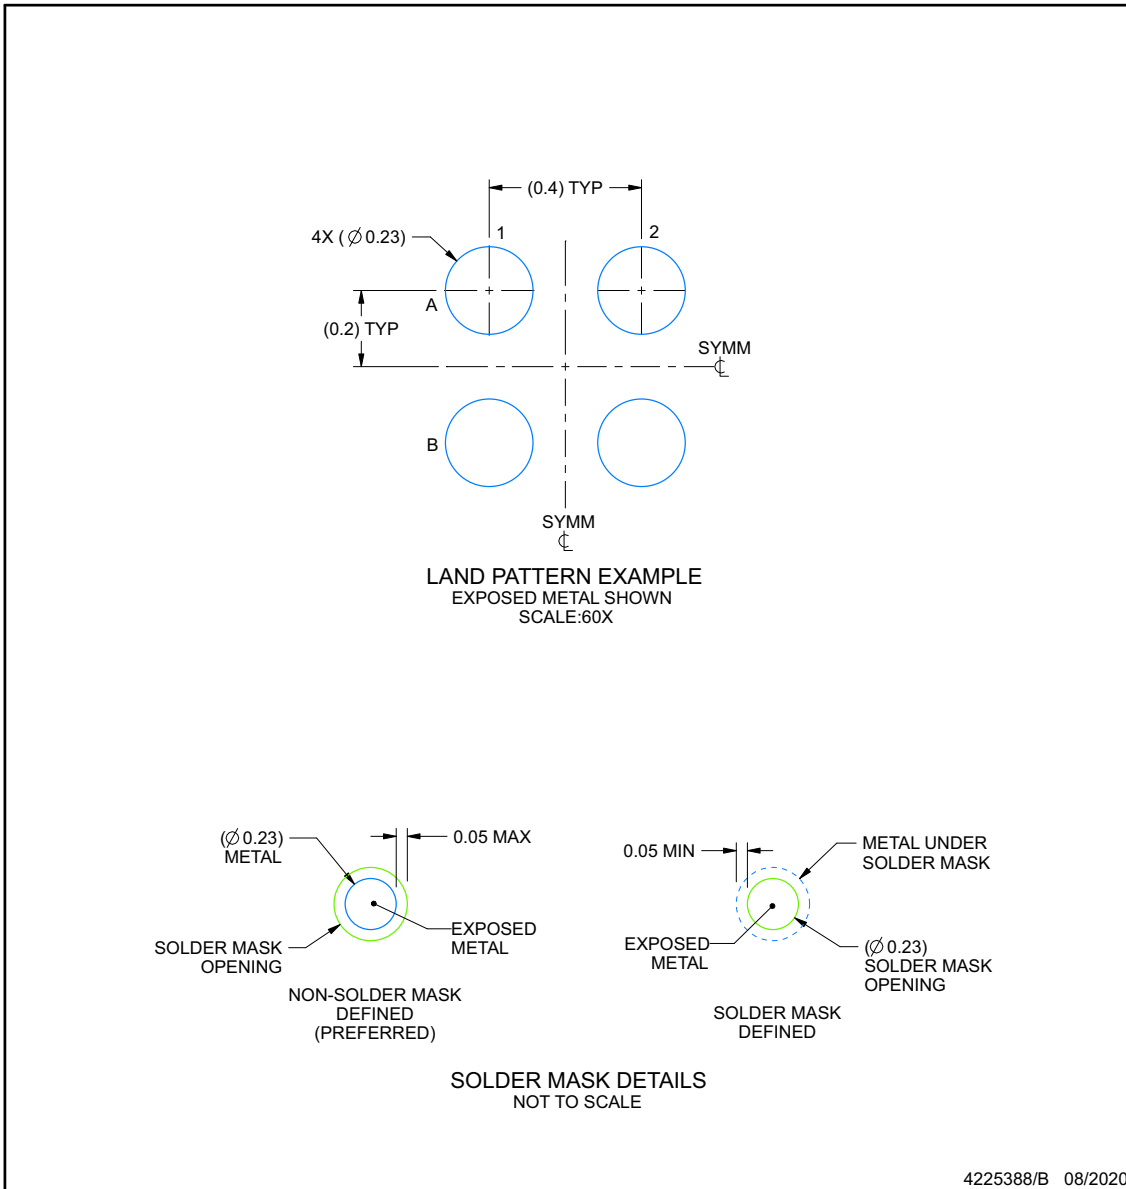 (0.4) TYP
4X (∅ 0.23)
1
2
A
(0.2) TYP
SYMM
℄
B
SYMM
℄
LAND PATTERN EXAMPLE
EXPOSED METAL SHOWN
SCALE:60X
(∅ 0.23)
METAL
0.05 MAX
EXPOSED
METAL
SOLDER MASK
OPENING
NON-SOLDER MASK
DEFINED
(PREFERRED)
0.05 MIN
METAL UNDER
SOLDER MASK
EXPOSED
METAL
(∅ 0.23)
SOLDER MASK
OPENING
SOLDER MASK
DEFINED
SOLDER MASK DETAILS
NOT TO SCALE
4225388/B 08/2020